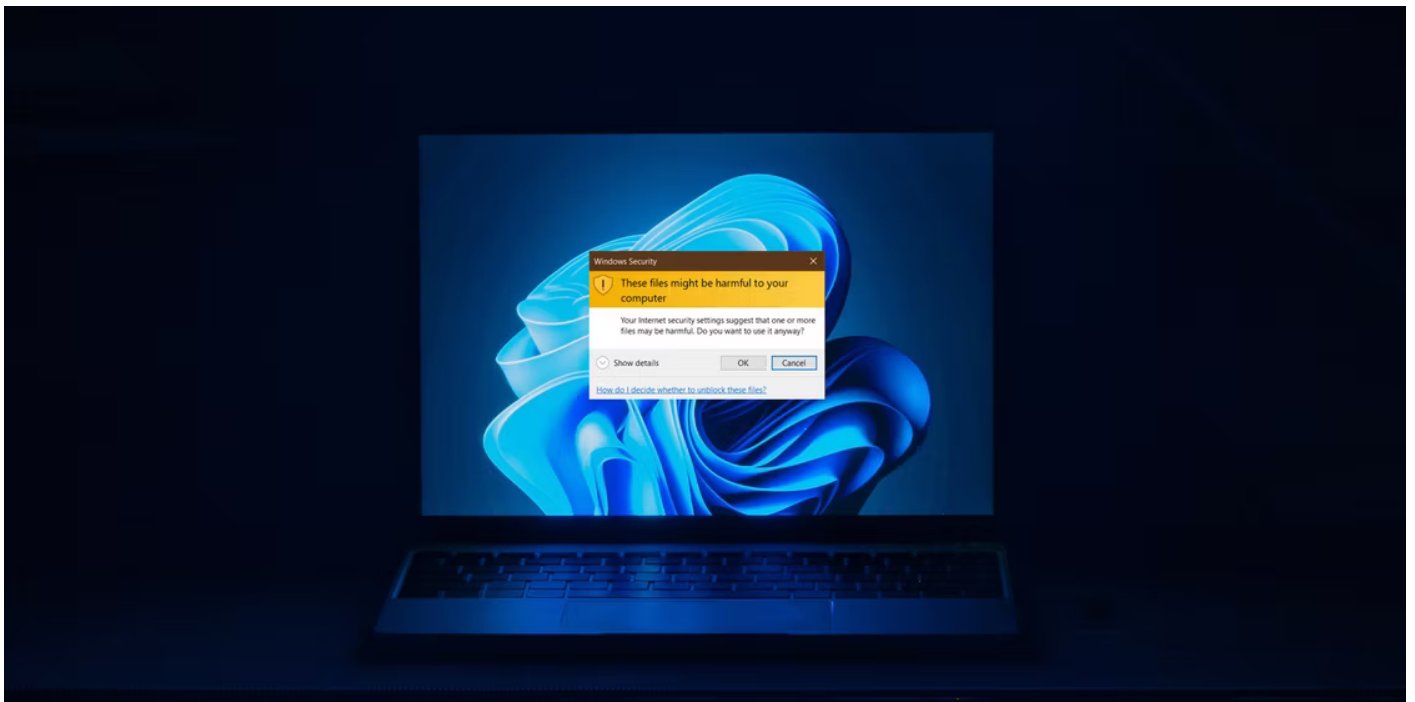 Windows Security
These files might be harmful to your
computer
Your Internet security settings suggest that one or more
files may be harmful. Do you want to use it anyway?
Show details
OK
Cancel
How do I decide whether to unblock these files?